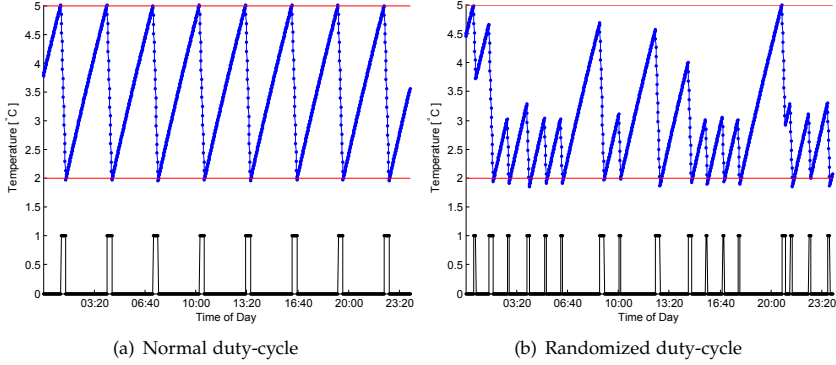 5
4.5
4
3.5
3
2.5
2
1.5
1
0.5
0
Temperature [°C]
03:20 06:40 10:00 13:20 16:40 20:00 23:20
Time of Day
(a) Normal duty-cycle
5
4.5
4
3.5
3
2.5
2
1.5
1
0.5
0
Temperature [°C]
03:20 06:40 10:00 13:20 16:40 20:00 23:20
Time of Day
(b) Randomized duty-cycle